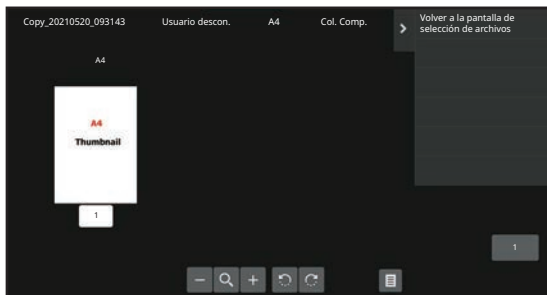 Copy_20210520_093143 Usuario descon. A4 Col. Comp.
Volver a la pantalla de
selección de archivos
A4
A4
Thumbnail
1
1